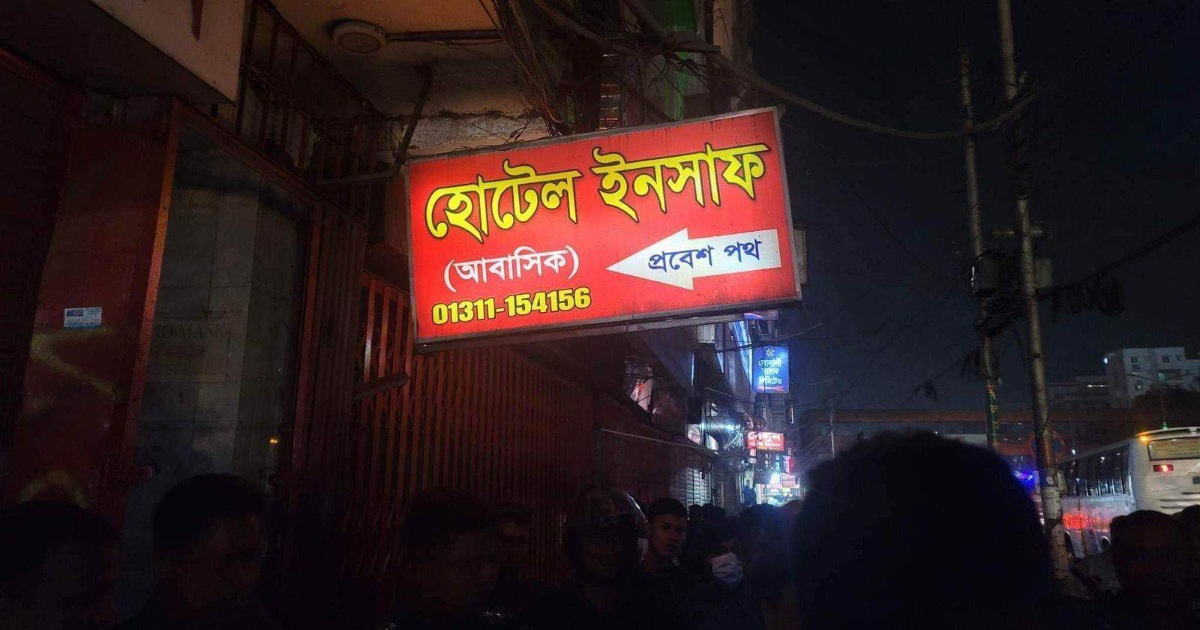 হোটেল ইনসাফ
(আবাসিক)
প্রবেশ পথ
01311-154156
সোনালী
ব্যাংক
লিমিটেড